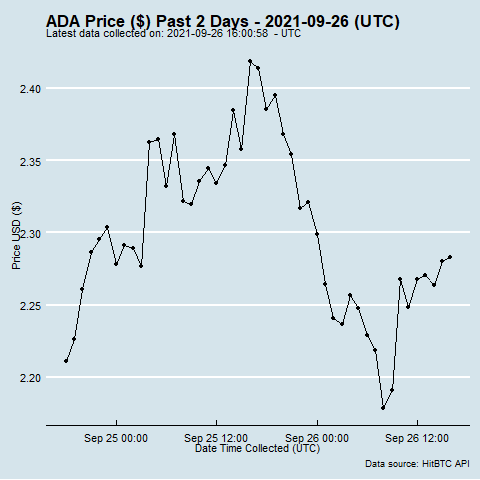 ADA Price ($) Past 2 Days - 2021-09-26 (UTC)
Latest data collected on: 2021-09-26 16:00:58 - UTC
Price USD ($)
2.40
2.35
2.30
2.25
2.20
Sep 25 00:00 Sep 25 12:00 Sep 26 00:00 Sep 26 12:00
Date Time Collected (UTC)
Data source: HitBTC API